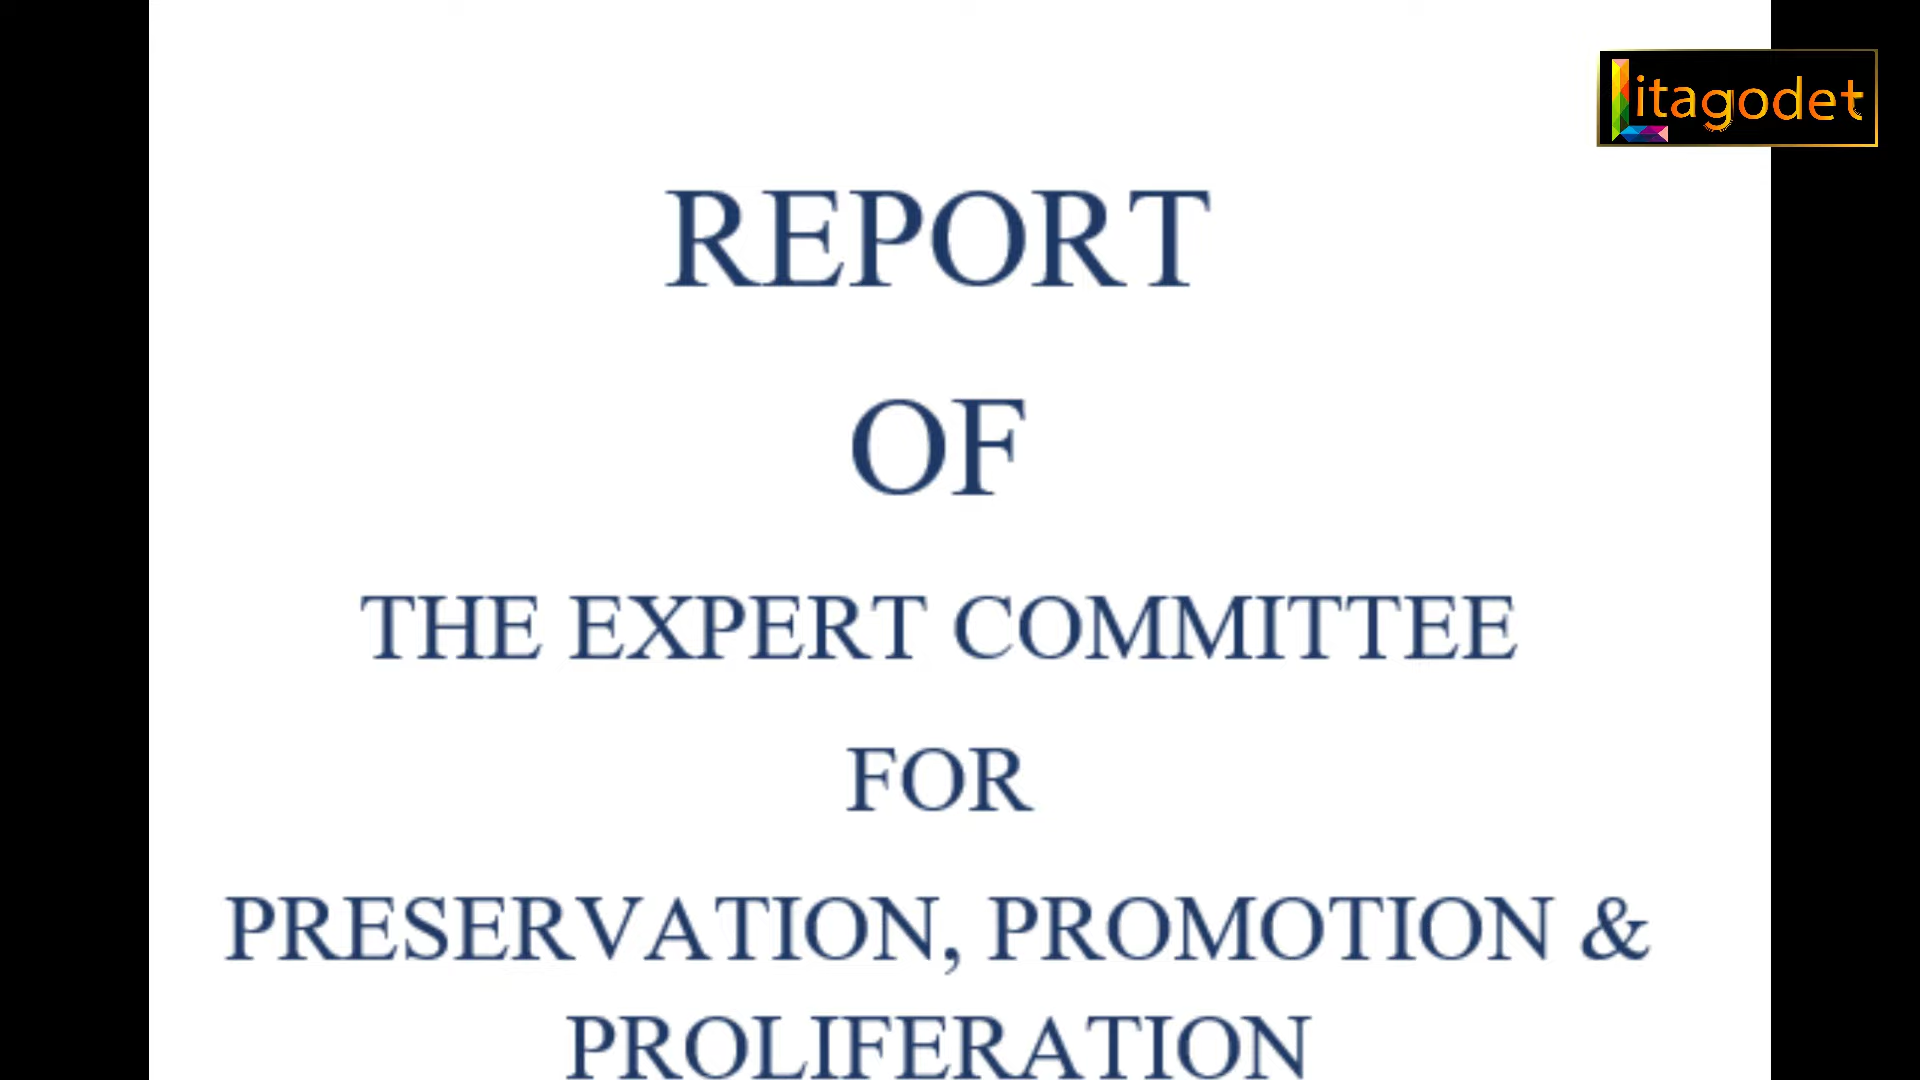 Litagodet
REPORT
OF
THE EXPERT COMMITTEE
FOR
PRESERVATION, PROMOTION &
PROLIFERATION